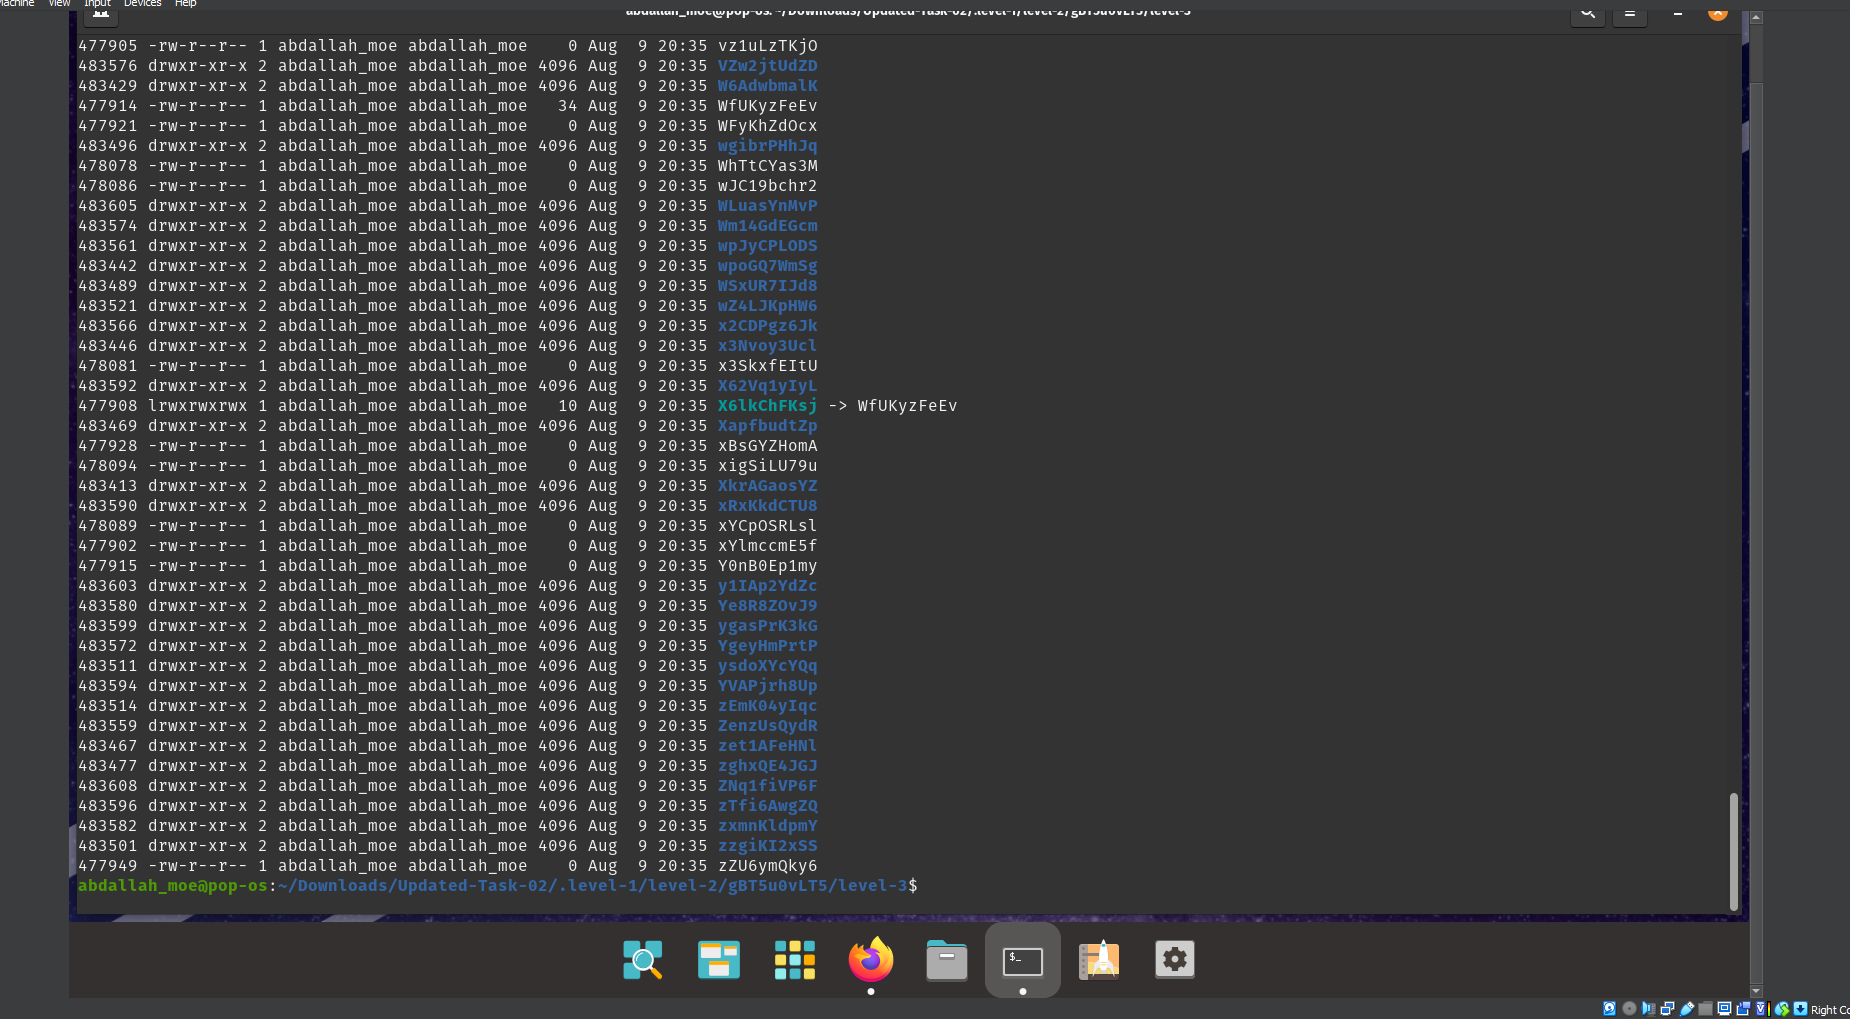 Machine View Input Devices Help
abdallah_moe@pop-os: ~/Downloads/Updated-Task-02/.level-1/level-2/gBT5u0vLT5/level-3
477905 -rw-r--r-- 1 abdallah_moe abdallah_moe    0 Aug  9 20:35 vz1uLzTKjO
483576 drwxr-xr-x 2 abdallah_moe abdallah_moe 4096 Aug  9 20:35 VZw2jtUdZD
483429 drwxr-xr-x 2 abdallah_moe abdallah_moe 4096 Aug  9 20:35 W6AdwbmalK
477914 -rw-r--r-- 1 abdallah_moe abdallah_moe   34 Aug  9 20:35 WfUKyzFeEv
477921 -rw-r--r-- 1 abdallah_moe abdallah_moe    0 Aug  9 20:35 WFyKhZdOcx
483496 drwxr-xr-x 2 abdallah_moe abdallah_moe 4096 Aug  9 20:35 wgibrPHhJq
478078 -rw-r--r-- 1 abdallah_moe abdallah_moe    0 Aug  9 20:35 WhTtCYas3M
478086 -rw-r--r-- 1 abdallah_moe abdallah_moe    0 Aug  9 20:35 wJC19bchr2
483605 drwxr-xr-x 2 abdallah_moe abdallah_moe 4096 Aug  9 20:35 WLuasYnMvP
483574 drwxr-xr-x 2 abdallah_moe abdallah_moe 4096 Aug  9 20:35 Wm14GdEGcm
483561 drwxr-xr-x 2 abdallah_moe abdallah_moe 4096 Aug  9 20:35 wpJyCPLODS
483442 drwxr-xr-x 2 abdallah_moe abdallah_moe 4096 Aug  9 20:35 wpoGQ7WmSg
483489 drwxr-xr-x 2 abdallah_moe abdallah_moe 4096 Aug  9 20:35 WSxUR7IJd8
483521 drwxr-xr-x 2 abdallah_moe abdallah_moe 4096 Aug  9 20:35 wZ4LJKpHW6
483566 drwxr-xr-x 2 abdallah_moe abdallah_moe 4096 Aug  9 20:35 x2CDPgz6Jk
483446 drwxr-xr-x 2 abdallah_moe abdallah_moe 4096 Aug  9 20:35 x3Nvoy3Ucl
478081 -rw-r--r-- 1 abdallah_moe abdallah_moe    0 Aug  9 20:35 x3SkxfEItU
483592 drwxr-xr-x 2 abdallah_moe abdallah_moe 4096 Aug  9 20:35 X62Vq1yIyL
477908 lrwxrwxrwx 1 abdallah_moe abdallah_moe   10 Aug  9 20:35 X6lkChFKsj -> WfUKyzFeEv
483469 drwxr-xr-x 2 abdallah_moe abdallah_moe 4096 Aug  9 20:35 XapfbudtZp
477928 -rw-r--r-- 1 abdallah_moe abdallah_moe    0 Aug  9 20:35 xBsGYZHomA
478094 -rw-r--r-- 1 abdallah_moe abdallah_moe    0 Aug  9 20:35 xigSiLU79u
483413 drwxr-xr-x 2 abdallah_moe abdallah_moe 4096 Aug  9 20:35 XkrAGaosYZ
483590 drwxr-xr-x 2 abdallah_moe abdallah_moe 4096 Aug  9 20:35 xRxKkdCTU8
478089 -rw-r--r-- 1 abdallah_moe abdallah_moe    0 Aug  9 20:35 xYCpOSRLsl
477902 -rw-r--r-- 1 abdallah_moe abdallah_moe    0 Aug  9 20:35 xYlmccmE5f
477915 -rw-r--r-- 1 abdallah_moe abdallah_moe    0 Aug  9 20:35 Y0nB0Ep1my
483603 drwxr-xr-x 2 abdallah_moe abdallah_moe 4096 Aug  9 20:35 y1IAp2YdZc
483580 drwxr-xr-x 2 abdallah_moe abdallah_moe 4096 Aug  9 20:35 Ye8R8ZOvJ9
483599 drwxr-xr-x 2 abdallah_moe abdallah_moe 4096 Aug  9 20:35 ygasPrK3kG
483572 drwxr-xr-x 2 abdallah_moe abdallah_moe 4096 Aug  9 20:35 YgeyHmPrtP
483511 drwxr-xr-x 2 abdallah_moe abdallah_moe 4096 Aug  9 20:35 ysdoXYcYQq
483594 drwxr-xr-x 2 abdallah_moe abdallah_moe 4096 Aug  9 20:35 YVAPjrh8Up
483514 drwxr-xr-x 2 abdallah_moe abdallah_moe 4096 Aug  9 20:35 zEmK04yIqc
483559 drwxr-xr-x 2 abdallah_moe abdallah_moe 4096 Aug  9 20:35 ZenzUsQydR
483467 drwxr-xr-x 2 abdallah_moe abdallah_moe 4096 Aug  9 20:35 zet1AFeHNl
483477 drwxr-xr-x 2 abdallah_moe abdallah_moe 4096 Aug  9 20:35 zghxQE4JGJ
483608 drwxr-xr-x 2 abdallah_moe abdallah_moe 4096 Aug  9 20:35 ZNq1fiVP6F
483596 drwxr-xr-x 2 abdallah_moe abdallah_moe 4096 Aug  9 20:35 zTfi6AwgZQ
483582 drwxr-xr-x 2 abdallah_moe abdallah_moe 4096 Aug  9 20:35 zxmnKldpmY
483501 drwxr-xr-x 2 abdallah_moe abdallah_moe 4096 Aug  9 20:35 zzgiKI2xSS
477949 -rw-r--r-- 1 abdallah_moe abdallah_moe    0 Aug  9 20:35 zZU6ymQky6
abdallah_moe@pop-os:~/Downloads/Updated-Task-02/.level-1/level-2/gBT5u0vLT5/level-3$
$_
Right Co